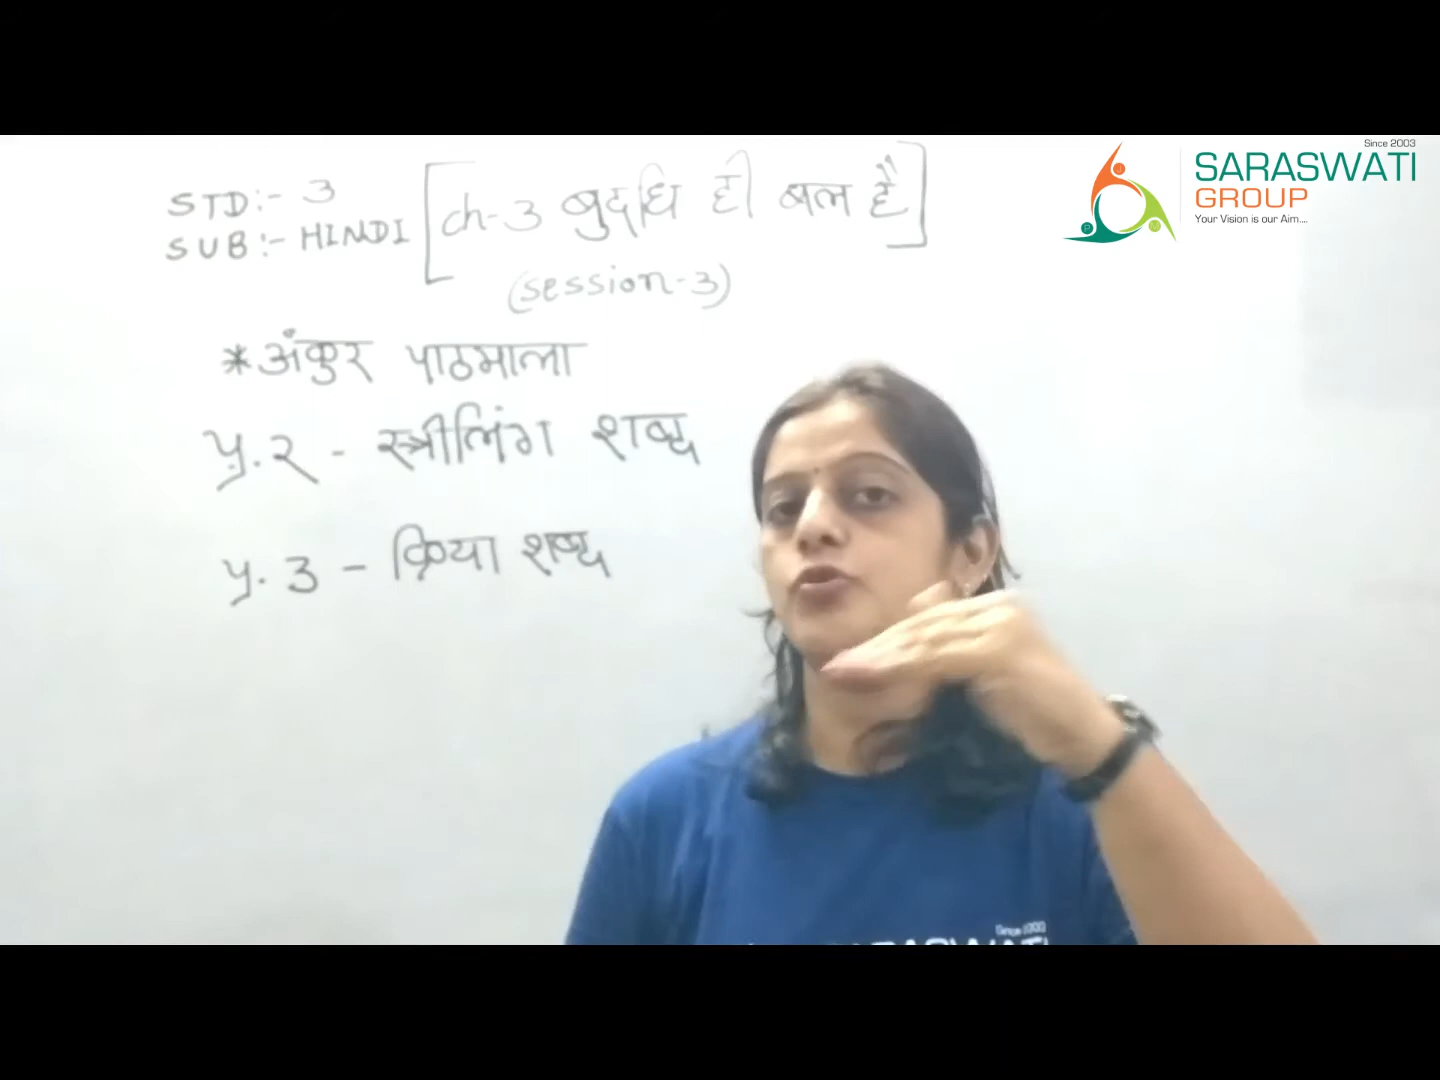 STD:- 3
SUB:- HINDI
ch-3 बुद्धि ही बल है
(session-3)
*अंकुर पाठमाला
प्र.२ - स्त्रीलिंग शब्द
प्र. ३ - क्रिया शब्द
Since 2003
SARASWATI
GROUP
Your Vision is our Aim....
J
P
M